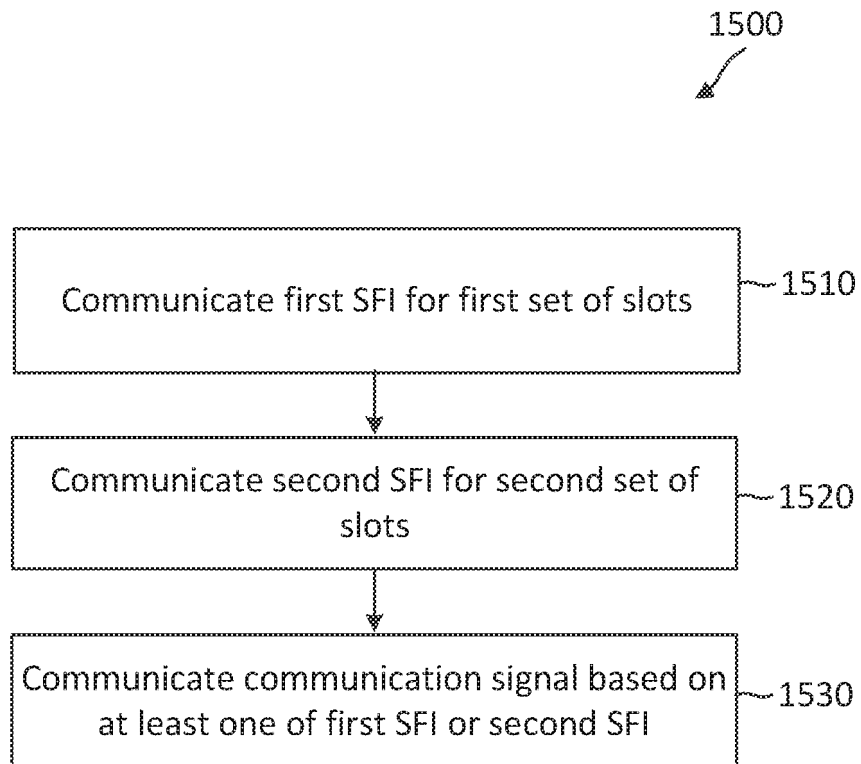 1500
Communicate first SFI for first set of slots
1510
Communicate second SFI for second set of
slots
1520
Communicate communication signal based on
at least one of first SFI or second SFI
1530